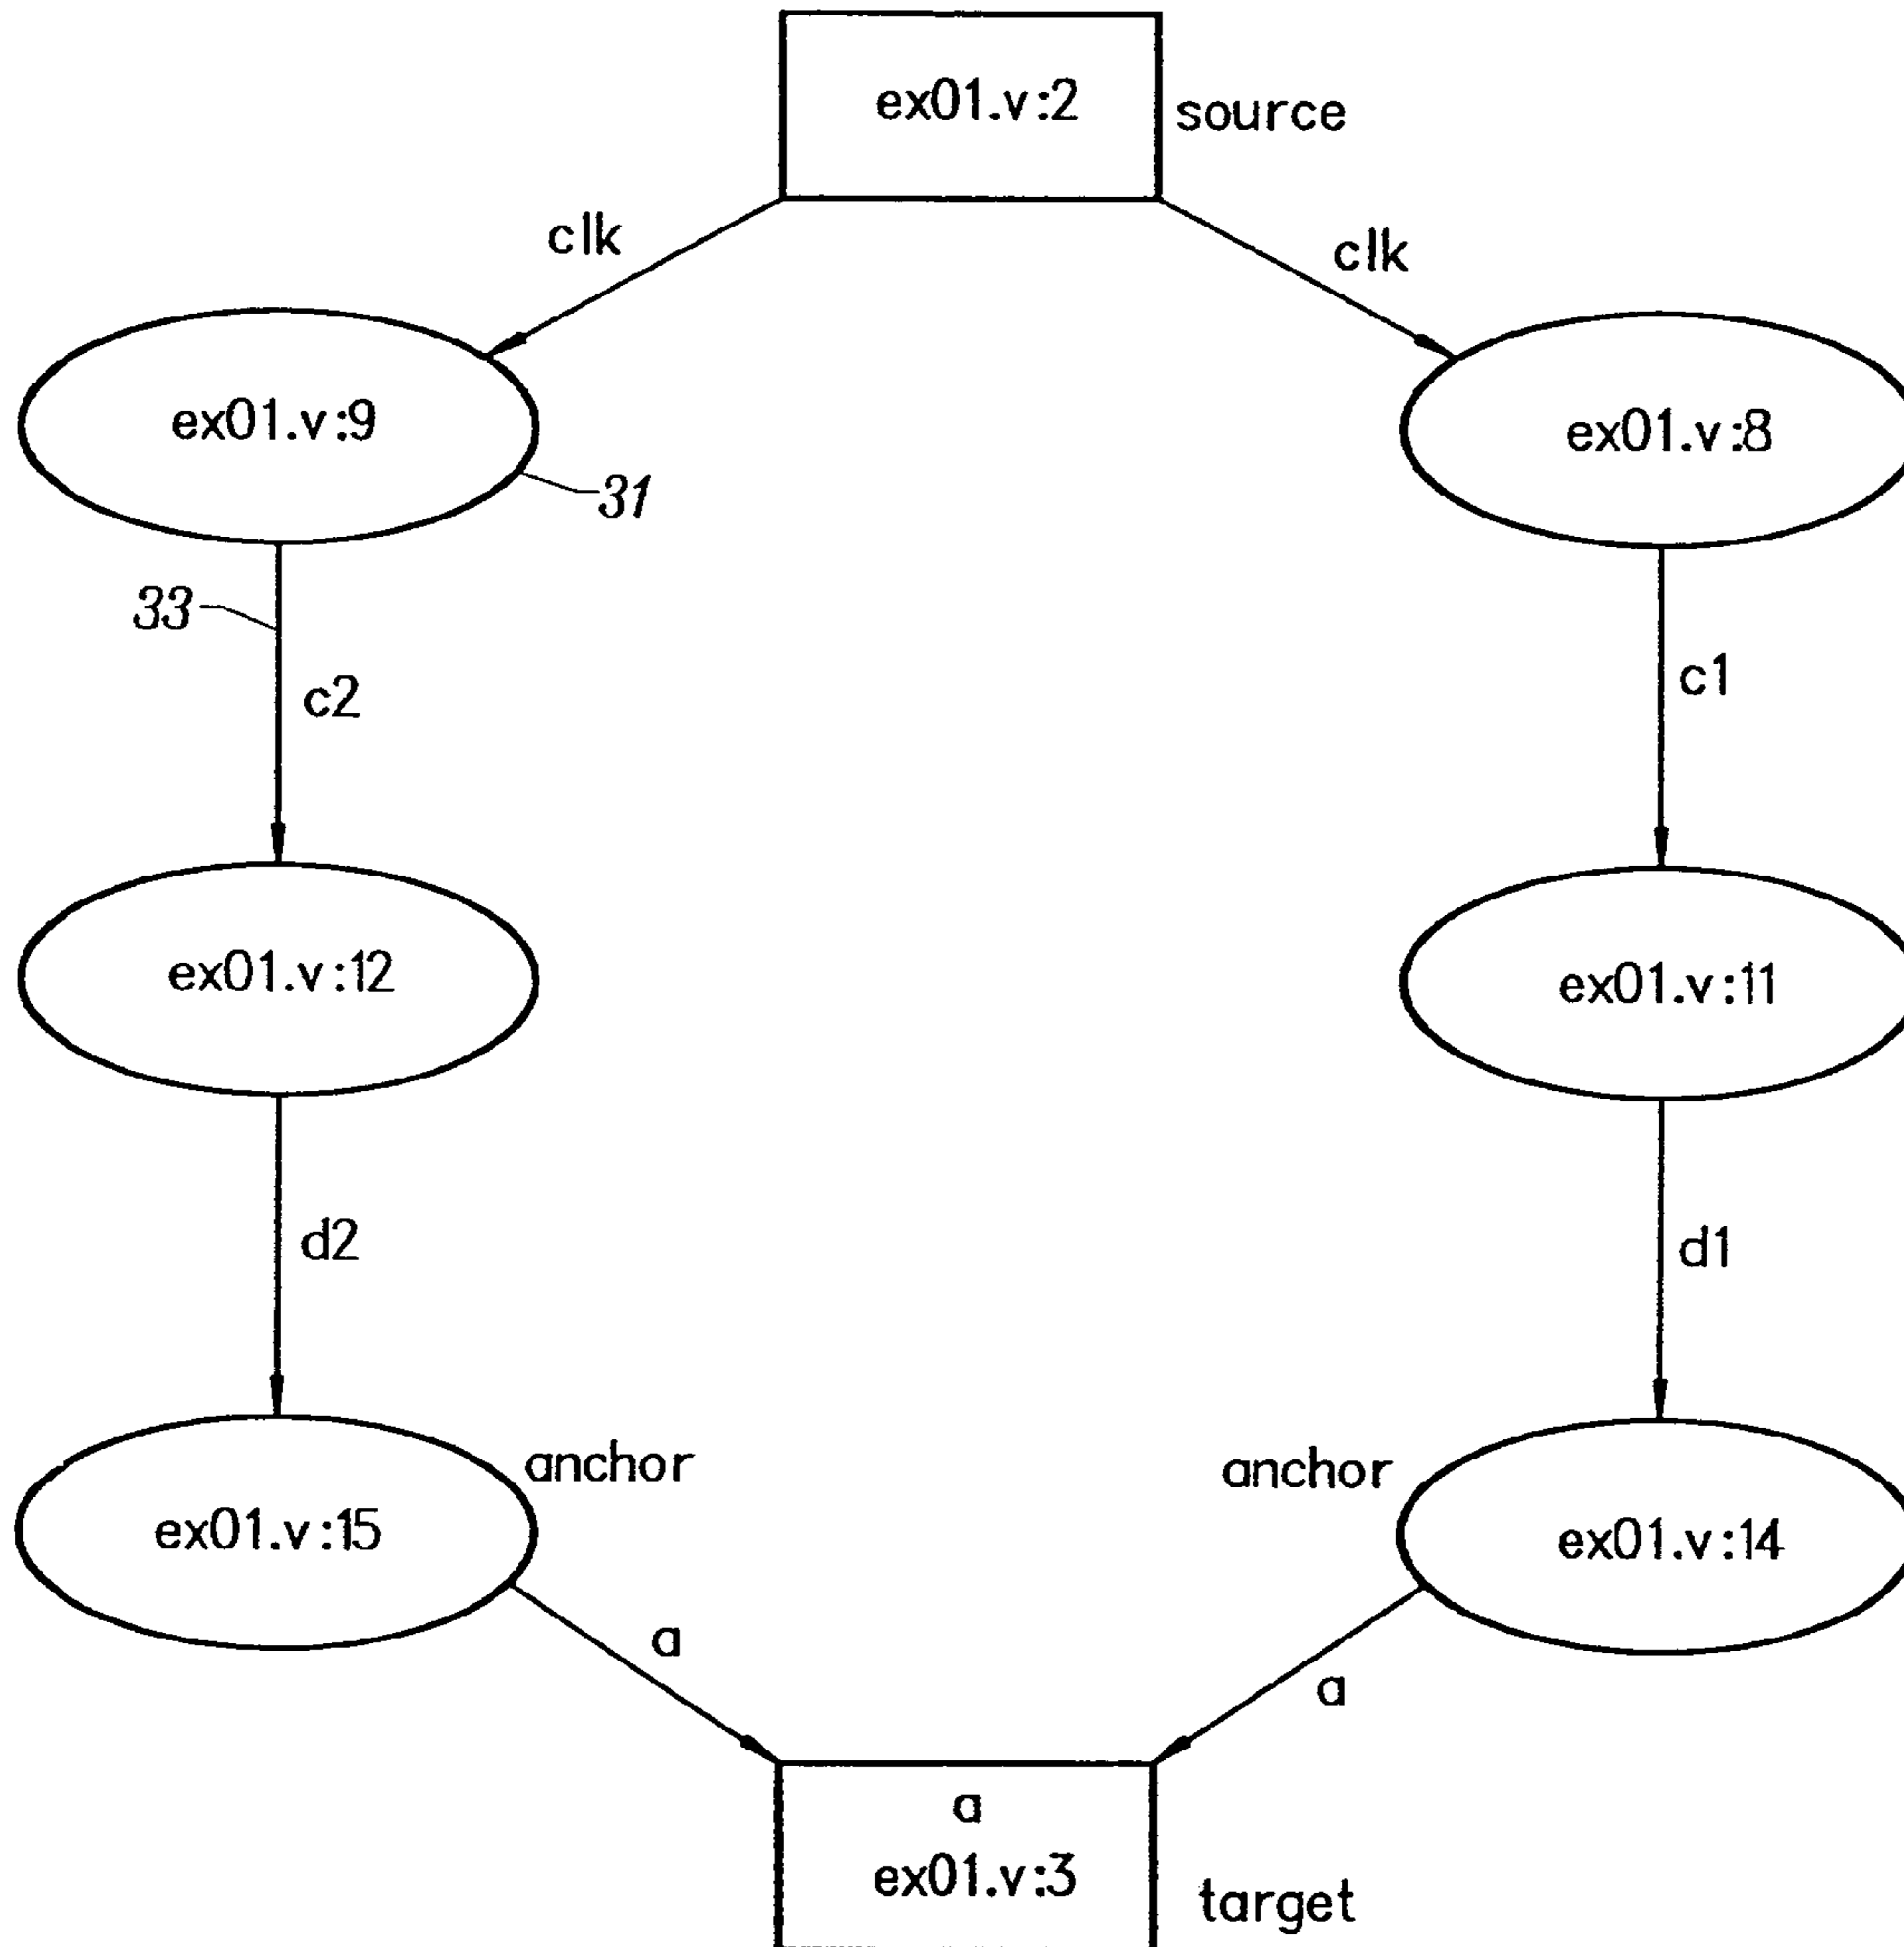 ex01.v:2
source
clk
clk
ex01.v:9
ex01.v:8
31
33
c2
c1
ex01.v:12
ex01.v:11
d2
d1
anchor
anchor
ex01.v:15
ex01.v:14
a
a
a
ex01.v:3
target